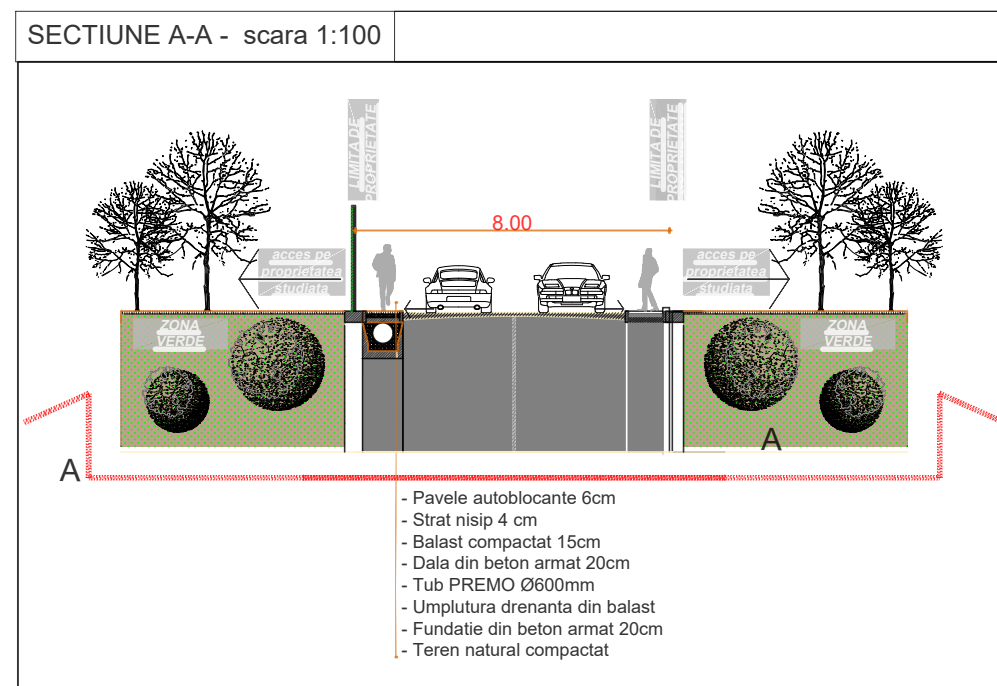 SECTIUNE A-A - scara 1:100
LIMITA DE
PROPRIETATE
LIMITA DE
PROPRIETATE
8.00
acces pe
proprietatea
studiata
acces pe
proprietatea
studiata
ZONA
VERDE
ZONA
VERDE
A
A
- Pavele autoblocante 6cm
- Strat nisip 4 cm
- Balast compactat 15cm
- Dala din beton armat 20cm
- Tub PREMO Ø600mm
- Umplutura drenanta din balast
- Fundatie din beton armat 20cm
- Teren natural compactat